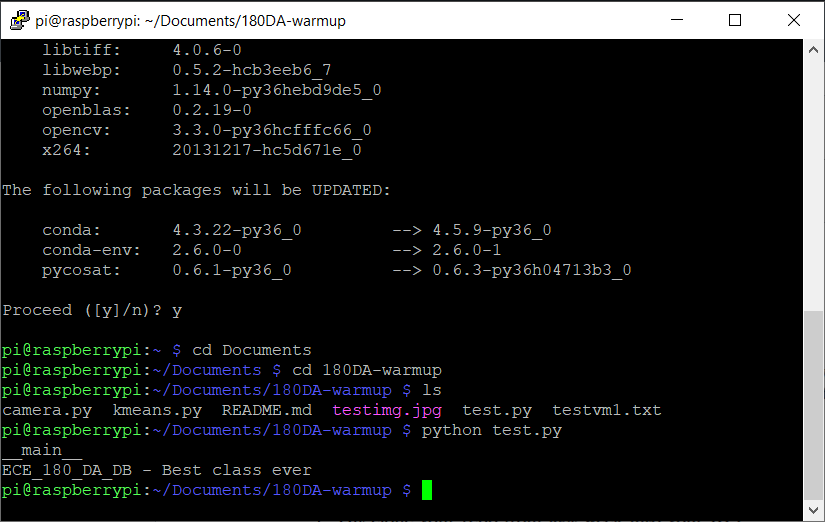 pi@raspberrypi: ~/Documents/180DA-warmup
libtiff: 4.0.6-0
libwebp: 0.5.2-hcb3eeb6_7
numpy: 1.14.0-py36hebd9de5_0
openblas: 0.2.19-0
opencv: 3.3.0-py36hcfffc66_0
x264: 20131217-hc5d671e_0
The following packages will be UPDATED:
conda: 4.3.22-py36_0 --> 4.5.9-py36_0
conda-env: 2.6.0-0 --> 2.6.0-1
pycosat: 0.6.1-py36_0 --> 0.6.3-py36h04713b3_0
Proceed ([y]/n)? y
pi@raspberrypi:~ $ cd Documents
pi@raspberrypi:~/Documents $ cd 180DA-warmup
pi@raspberrypi:~/Documents/180DA-warmup $ ls
camera.py kmeans.py README.md testimg.jpg test.py testvm1.txt
pi@raspberrypi:~/Documents/180DA-warmup $ python test.py
__main__
ECE_180_DA_DB - Best class ever
pi@raspberrypi:~/Documents/180DA-warmup $